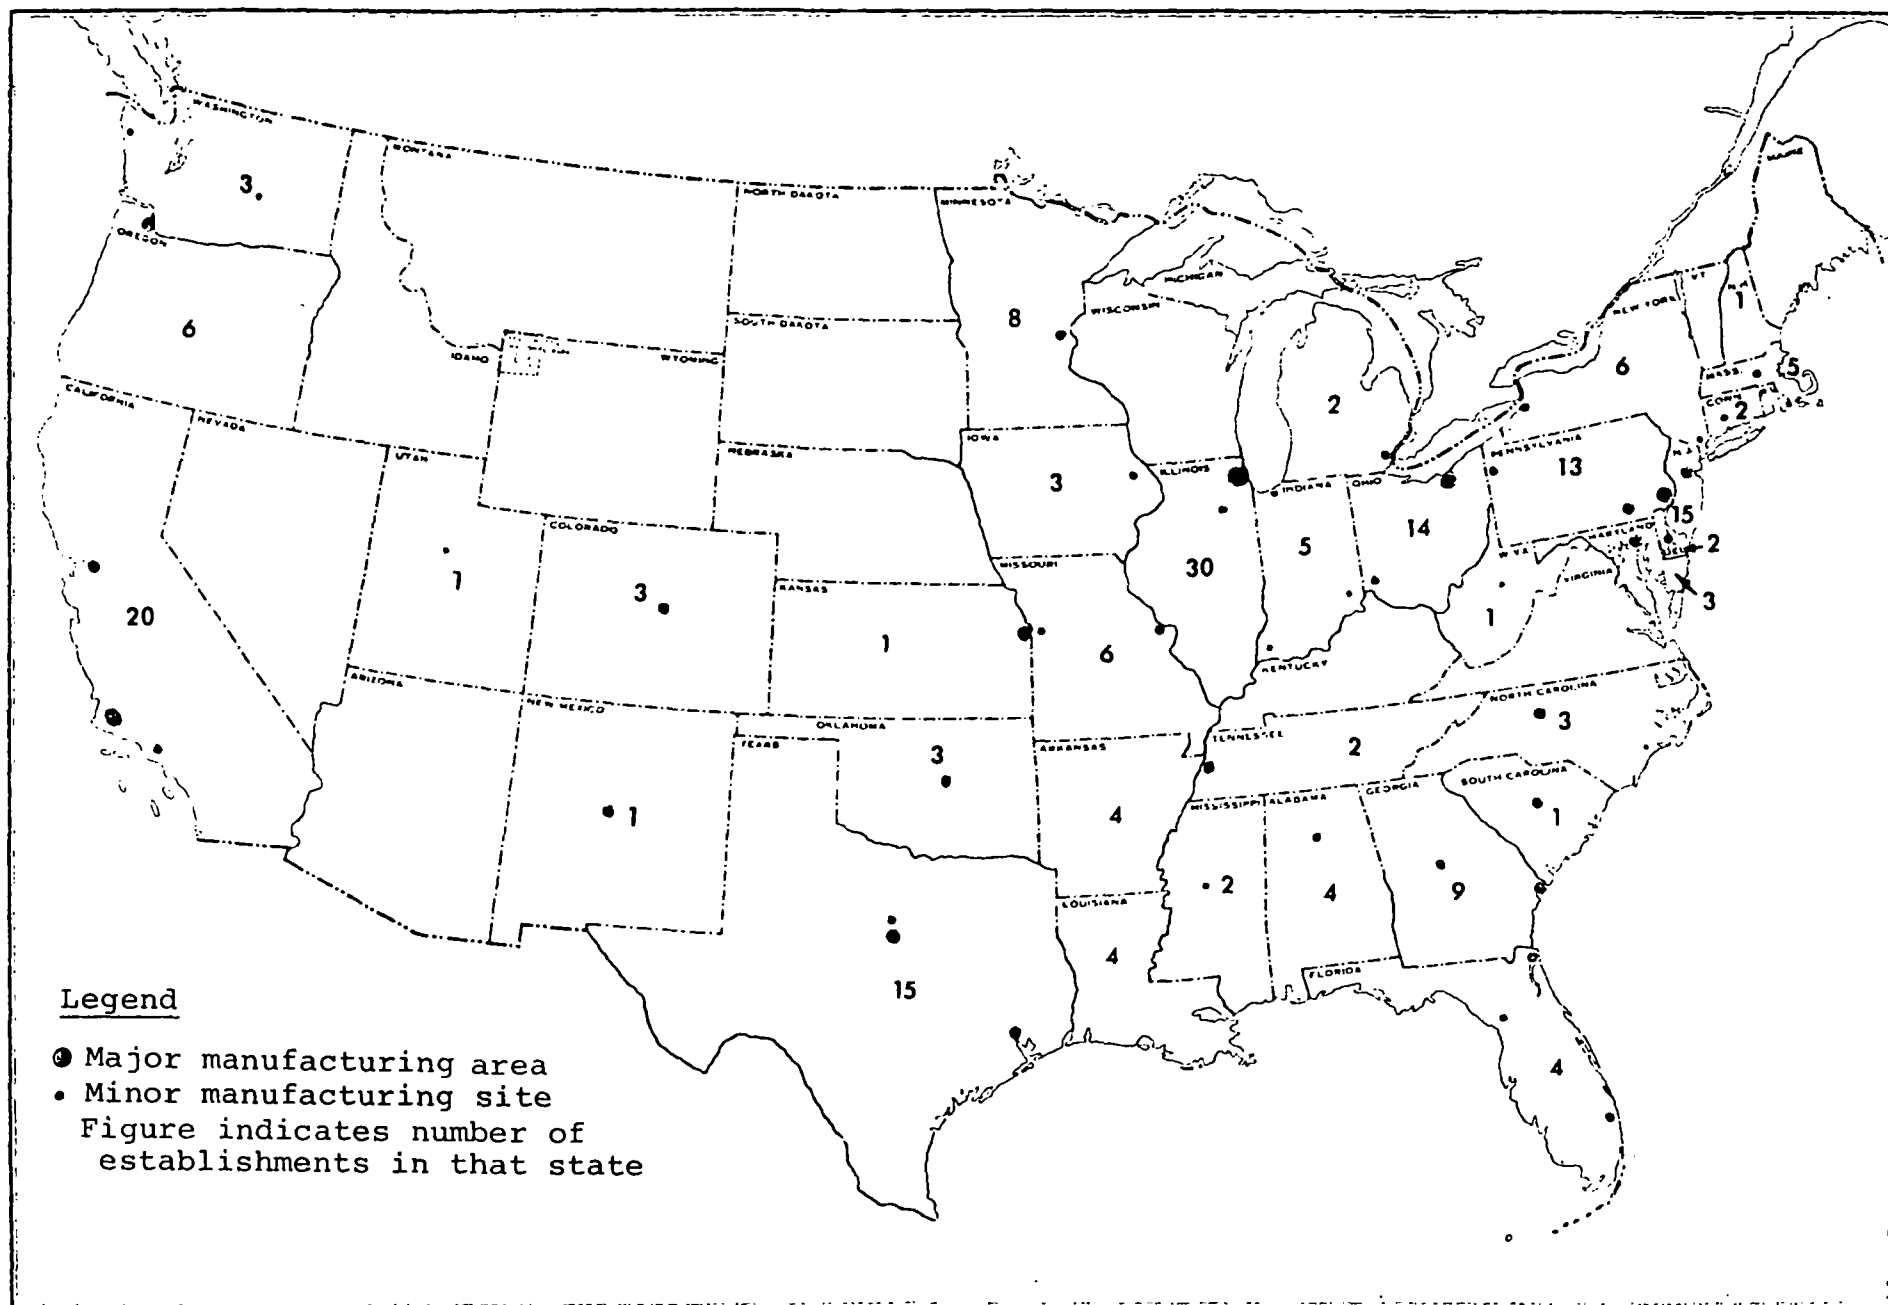 WASHINGTON
MONTANA
NORTH DAKOTA
MINNESOTA
MAINE
3
OREGON
MICHIGAN
VT.
N.H.
1
NEW YORK
WISCONSIN
6
8
SOUTH DAKOTA
IDAHO
WYOMING
2
6
MASS.
5
CALIFORNIA
NEVADA
CONN.
2
IOWA
PENNSYLVANIA
UTAH
NEBRASKA
3
ILLINOIS
INDIANA
OHIO
13
N.J.
15
COLORADO
14
MARYLAND
5
W.VA.
DEL.
2
1
3
MISSOURI
30
VIRGINIA
KANSAS
3
20
1
6
1
KENTUCKY
ARIZONA
NEW MEXICO
NORTH CAROLINA
3
OKLAHOMA
TEXAS
3
ARKANSAS
TENNESSEE
2
SOUTH CAROLINA
1
4
MISSISSIPPI
ALABAMA
GEORGIA
1
2
4
9
LOUISIANA
4
FLORIDA
15
4
Legend
Major manufacturing area
Minor manufacturing site
Figure indicates number of
establishments in that state